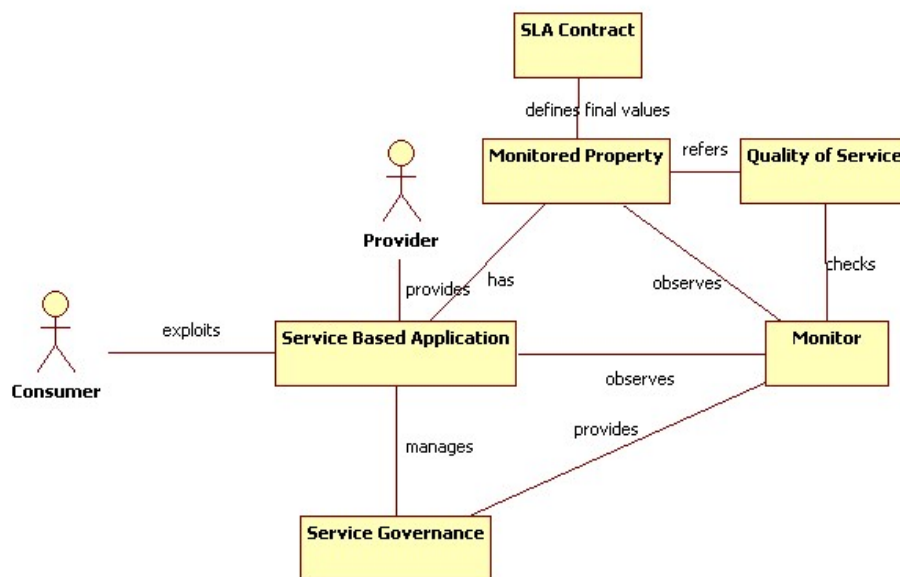 SLA Contract
defines final values
Monitored Property
refers
Quality of Service
Provider
provides
has
observes
checks
exploits
Service Based Application
Monitor
Consumer
observes
provides
manages
Service Governance